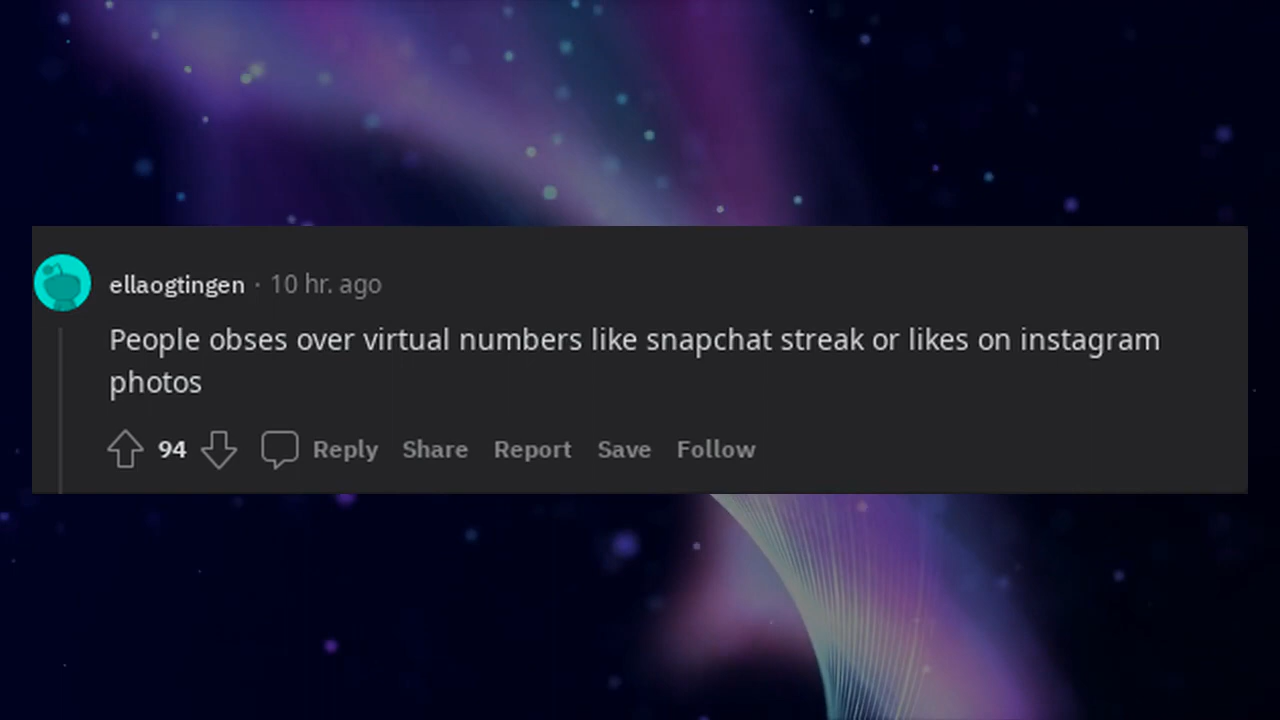 ellaogtingen · 10 hr. ago
People obses over virtual numbers like snapchat streak or likes on instagram
photos
94 Reply Share Report Save Follow